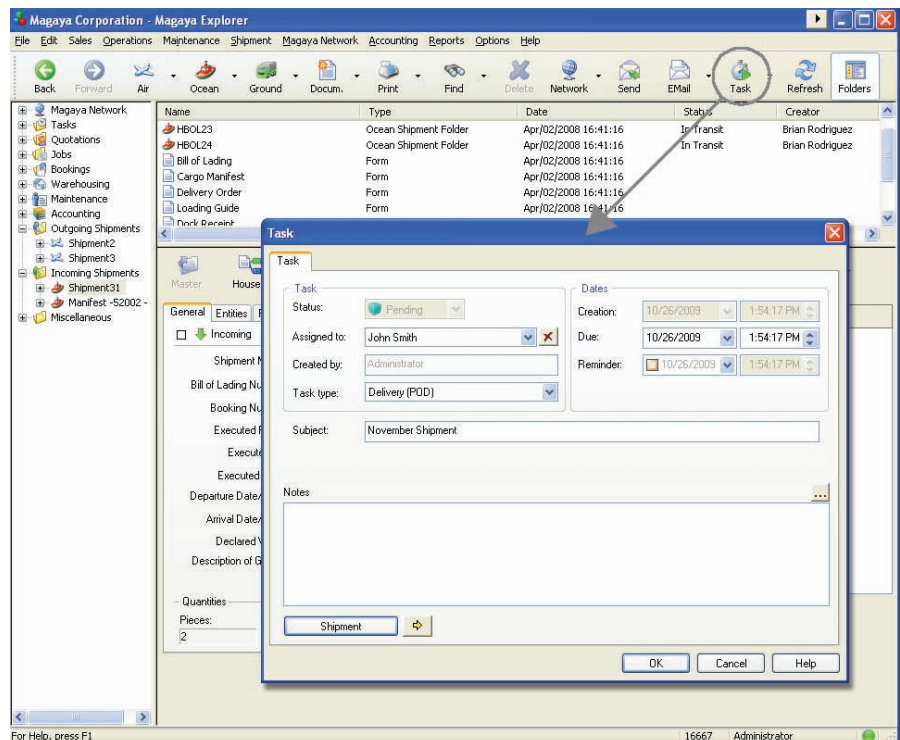 Magaya Corporation - Magaya Explorer
File Edit Sales Operations Maintenance Shipment Magaya Network Accounting Reports Options Help
Back Forward Air Ocean Ground Docum. Print Find Delete Network Send EMail Task Refresh Folders
Magaya Network
Tasks
Quotations
Jobs
Bookings
Warehousing
Maintenance
Accounting
Outgoing Shipments
Shipment2
Shipment3
Incoming Shipments
Shipment31
Manifest -52002 -
Miscellaneous
Name Type Date Status Creator
HBOL23 Ocean Shipment Folder Apr/02/2008 16:41:16 In Transit Brian Rodriguez
HBOL24 Ocean Shipment Folder Apr/02/2008 16:41:16 In Transit Brian Rodriguez
Bill of Lading Form Apr/02/2008 16:41:16
Cargo Manifest Form Apr/02/2008 16:41:16
Delivery Order Form Apr/02/2008 16:41:16
Loading Guide Form Apr/02/2008 16:41:16
Dock Receipt
Master House
General Entities
Incoming
Shipment N
Bill of Lading Nu
Booking Nu
Executed
Execute
Executed
Departure Date/
Arrival Date/
Declared
Description of G
Quantities
Pieces:
2
Task
Task
Task
Status: Pending
Assigned to: John Smith
Created by: Administrator
Task type: Delivery (POD)
Dates
Creation: 10/26/2009 1:54:17 PM
Due: 10/26/2009 1:54:17 PM
Reminder: 10/26/2009 1:54:17 PM
Subject: November Shipment
Notes
...
Shipment
OK Cancel Help
For Help, press F1 16667 Administrator